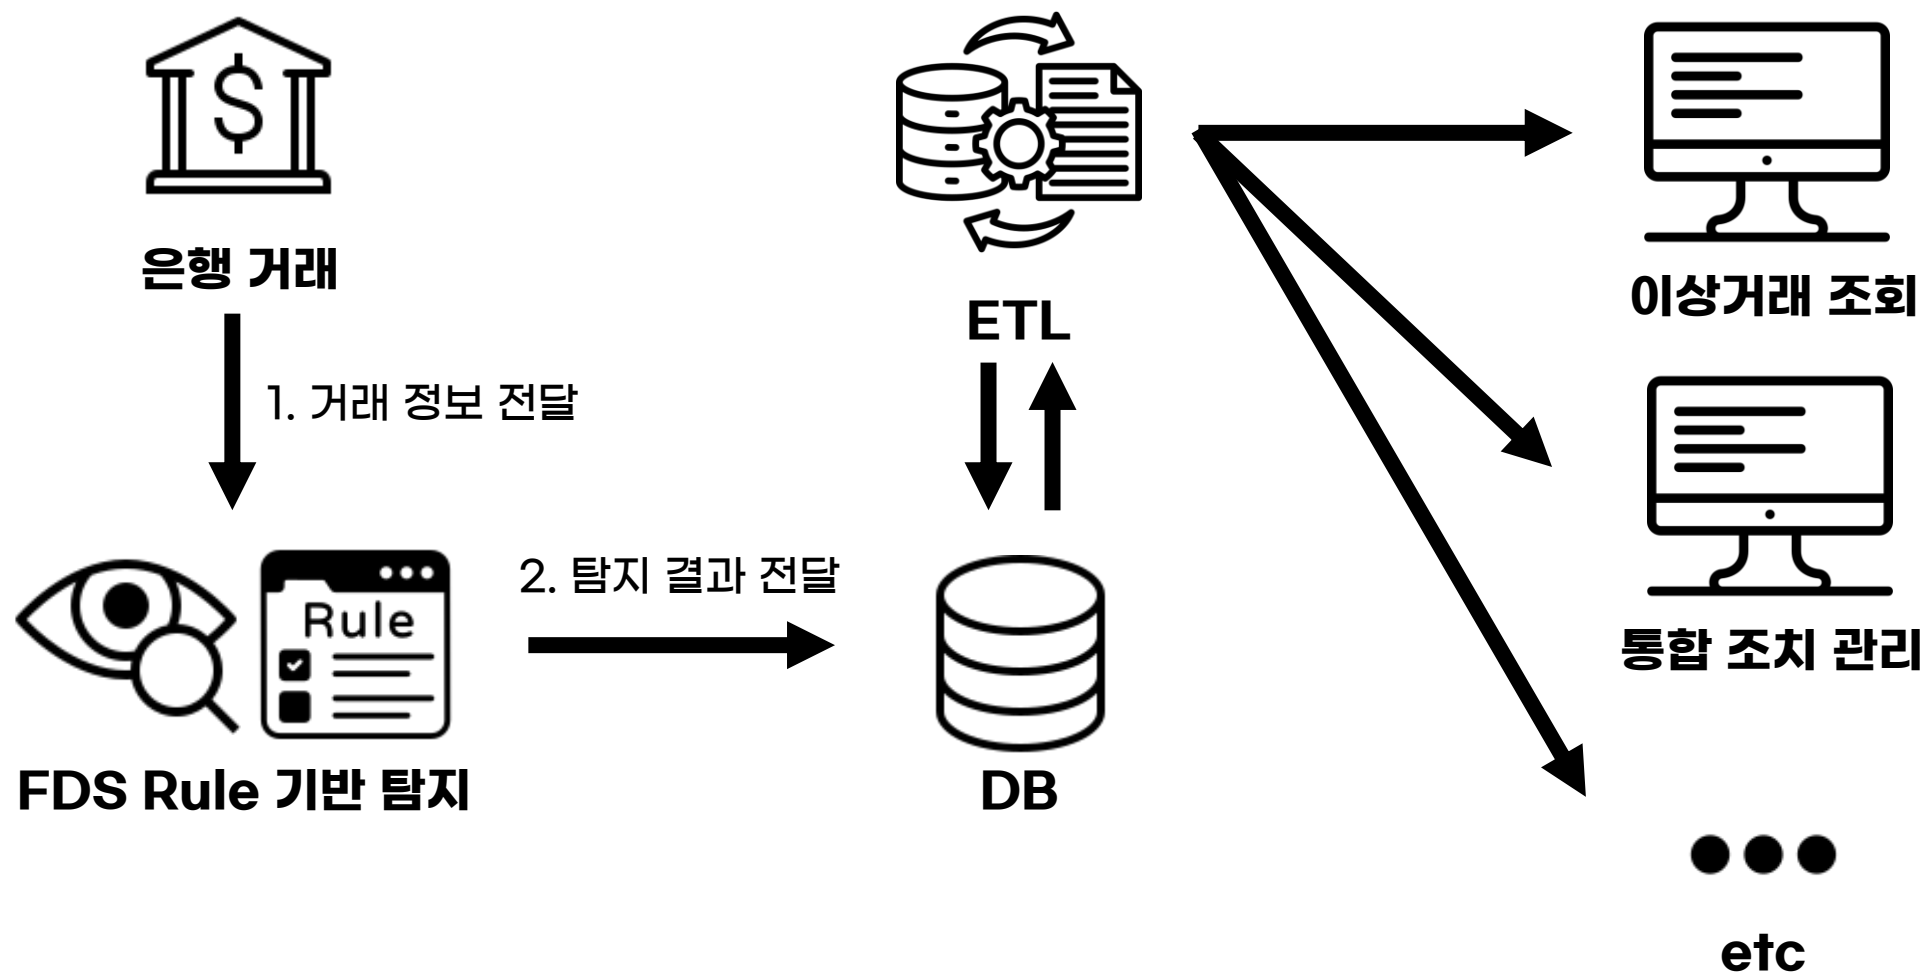 은행 거래
1. 거래 정보 전달
Rule
FDS Rule 기반 탐지
2. 탐지 결과 전달
ETL
DB
이상거래 조회
통합 조치 관리
etc